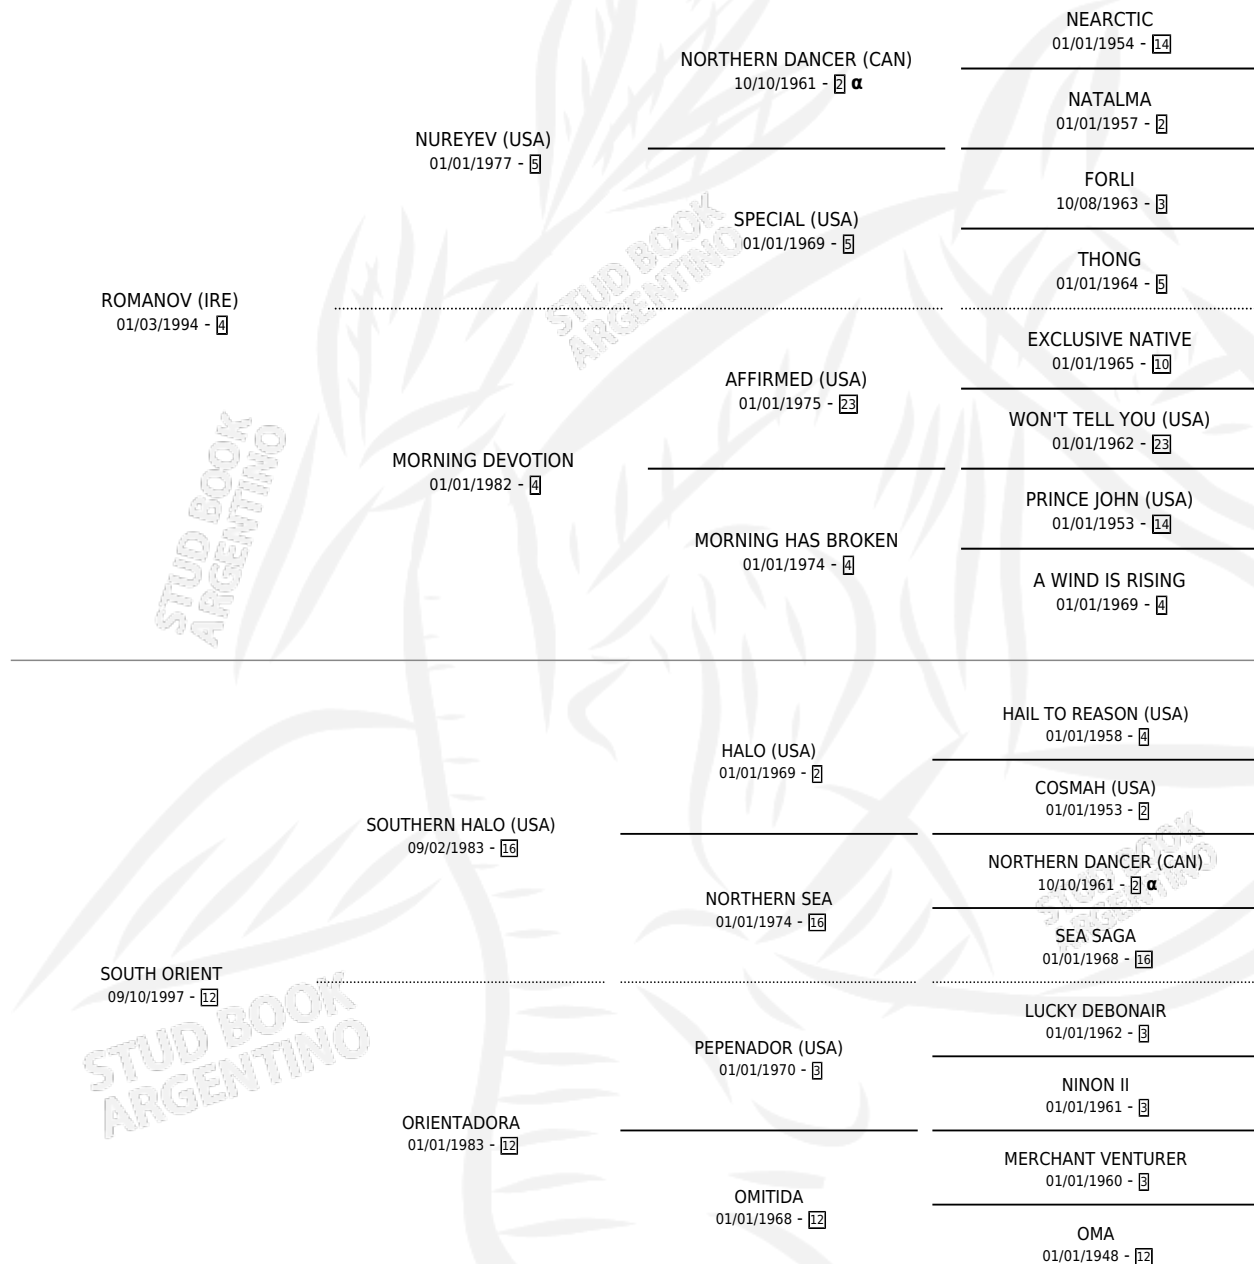 NEARCTIC
01/01/1954 - 14
NORTHERN DANCER (CAN)
10/10/1961 - 2 α
NATALMA
01/01/1957 - 2
NUREYEV (USA)
01/01/1977 - 5
FORLI
10/08/1963 - 3
SPECIAL (USA)
01/01/1969 - 5
THONG
01/01/1964 - 5
ROMANOV (IRE)
01/03/1994 - 4
EXCLUSIVE NATIVE
01/01/1965 - 10
AFFIRMED (USA)
01/01/1975 - 23
WON'T TELL YOU (USA)
01/01/1962 - 23
MORNING DEVOTION
01/01/1982 - 4
PRINCE JOHN (USA)
01/01/1953 - 14
MORNING HAS BROKEN
01/01/1974 - 4
A WIND IS RISING
01/01/1969 - 4
HAIL TO REASON (USA)
01/01/1958 - 4
HALO (USA)
01/01/1969 - 2
COSMAH (USA)
01/01/1953 - 2
SOUTHERN HALO (USA)
09/02/1983 - 16
NORTHERN DANCER (CAN)
10/10/1961 - 2 α
NORTHERN SEA
01/01/1974 - 16
SEA SAGA
01/01/1968 - 16
SOUTH ORIENT
09/10/1997 - 12
LUCKY DEBONAIR
01/01/1962 - 3
PEPENADOR (USA)
01/01/1970 - 3
NINON II
01/01/1961 - 3
ORIENTADORA
01/01/1983 - 12
MERCHANT VENTURER
01/01/1960 - 3
OMITIDA
01/01/1968 - 12
OMA
01/01/1948 - 12
STUD BOOK
ARGENTINO
STUD BOOK
ARGENTINO
STUD BOOK
ARGENTINO
STUD BOOK
ARGENTINO